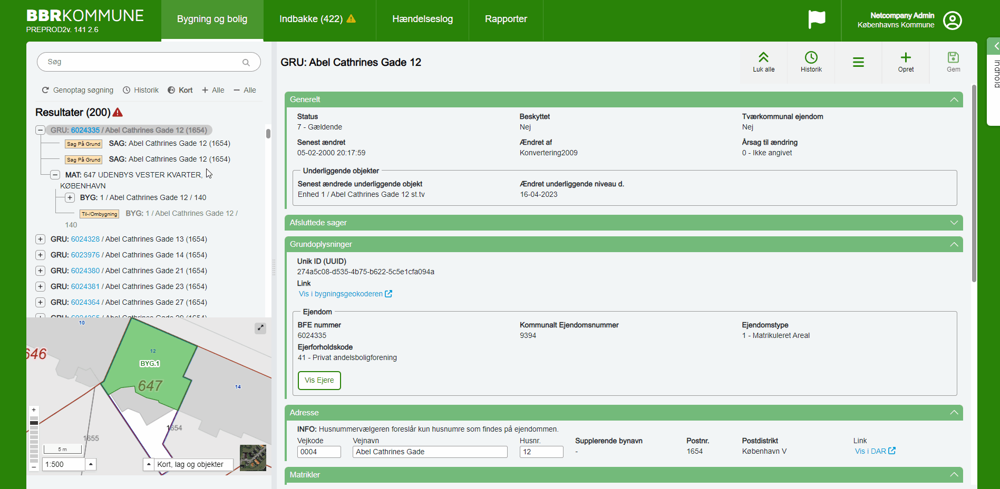 BBRKOMMUNE
PREPROD2v. 141 2.6
Bygning og bolig
Indbakke (422)
Hændelseslog
Rapporter
Netcompany Admin
Københavns Kommune
Indhold
Søg
Genoptag søgning
Historik
Kort
Alle
Alle
Resultater (200)
GRU: 6024335 / Abel Cathrines Gade 12 (1654)
Sag På Grund SAG: Abel Cathrines Gade 12 (1654)
Sag På Grund SAG: Abel Cathrines Gade 12 (1654)
MAT: 647 UDENBYS VESTER KVARTER,
KØBENHAVN
BYG: 1 / Abel Cathrines Gade 12 / 140
Til-/Ombygning BYG: 1 / Abel Cathrines Gade 12 /
140
GRU: 6024328 / Abel Cathrines Gade 13 (1654)
GRU: 6023976 / Abel Cathrines Gade 14 (1654)
GRU: 6024380 / Abel Cathrines Gade 21 (1654)
GRU: 6024381 / Abel Cathrines Gade 23 (1654)
GRU: 6024364 / Abel Cathrines Gade 27 (1654)
10
646
12
BYG.1
647
14
1654
1655
5 m
1:500
Kort, lag og objekter
GRU: Abel Cathrines Gade 12
Luk alle
Historik
Opret
Gem
Generelt
Status Beskyttet Tværkommunal ejendom
7 - Gældende Nej Nej
Senest ændret Ændret af Årsag til ændring
05-02-2000 20:17:59 Konvertering2009 0 - Ikke angivet
Underliggende objekter
Senest ændrede underliggende objekt Ændret underliggende niveau d.
Enhed 1 / Abel Cathrines Gade 12 st.tv 16-04-2023
Afsluttede sager
Grundoplysninger
Unik ID (UUID)
274a5c08-d535-4b75-b622-5c5e1cfa094a
Link
Vis i bygningsgeokoderen
Ejendom
BFE nummer Kommunalt Ejendomsnummer Ejendomstype
6024335 9394 1 - Matrikuleret Areal
Ejerforholdskode
41 - Privat andelsboligforening
Vis Ejere
Adresse
INFO: Husnummervælgeren foreslår kun husnumre som findes på ejendommen.
Vejkode Vejnavn Husnr. Supplerende bynavn Postnr. Postdistrikt Link
0004 Abel Cathrines Gade 12 - 1654 København V Vis i DAR
Matrikler